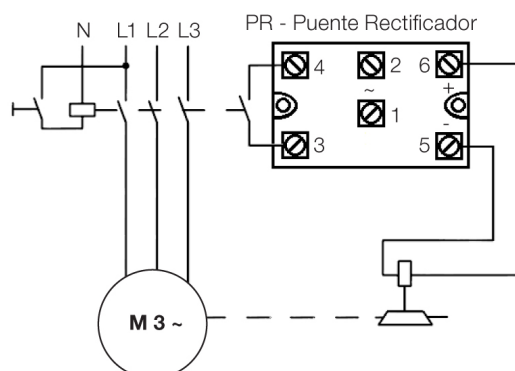 PR - Puente Rectificador
N L1 L2 L3
4 2 6
~ +
1 -
3 5
M 3 ~